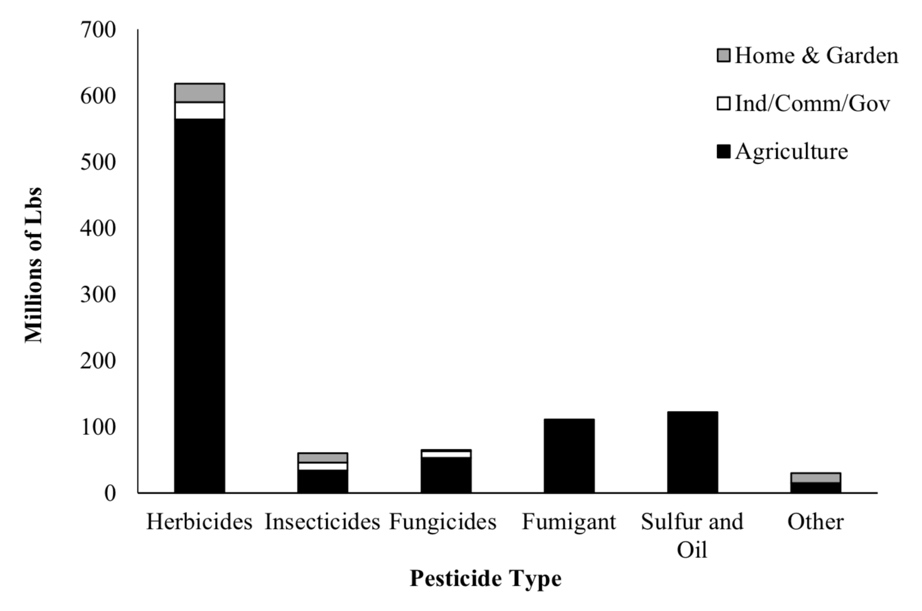 700
600
500
400
300
200
100
0
Millions of Lbs
Home & Garden
Ind/Comm/Gov
Agriculture
Herbicides Insecticides Fungicides Fumigant Sulfur and Oil Other
Pesticide Type